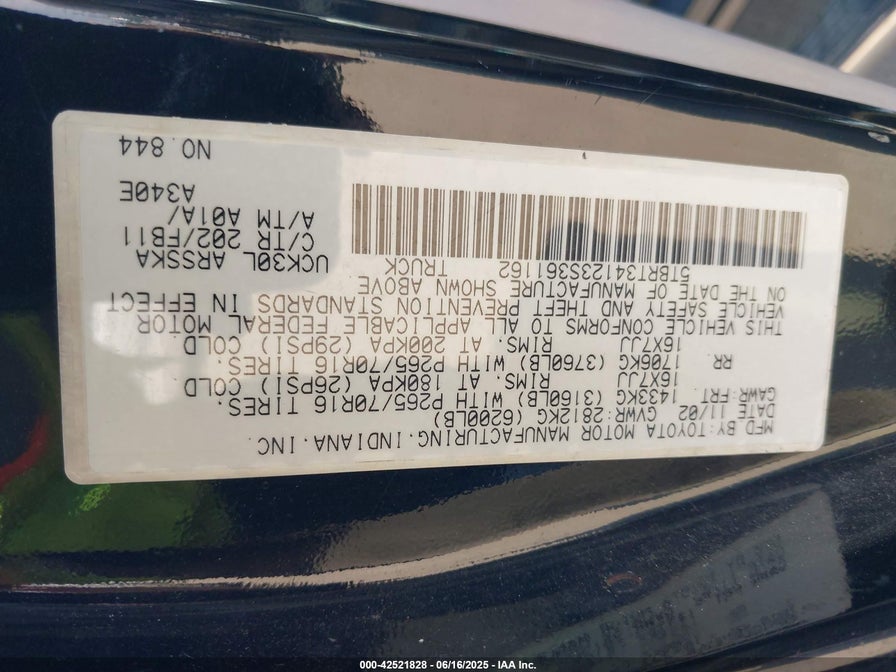 MFD BY:TOYOTA MOTOR MANUFACTURING.INDIANA.INC.
DATE 11/02 GVWR:2812KG (6200LB)
GAWR:FRT 1433KG (3160LB) WITH P265/70R16 TIRES.
16X7JJ RIMS. AT 180KPA (26PSI) COLD
RR. 1706KG (3760LB) WITH P265/70R16 TIRES.
16X7JJ RIMS. AT 200KPA (29PSI) COLD
THIS VEHICLE CONFORMS TO ALL APPLICABLE FEDERAL MOTOR
VEHICLE SAFETY AND THEFT PREVENTION STANDARDS IN EFFECT
ON THE DATE OF MANUFACTURE SHOWN ABOVE.
5TBRT34123S361162 TRUCK
UCK30L ARSSKA
C/TR 202/FB11
A/TM A01A/
A340E
NO.844
000-42521828 - 06/16/2025 - IAA Inc.